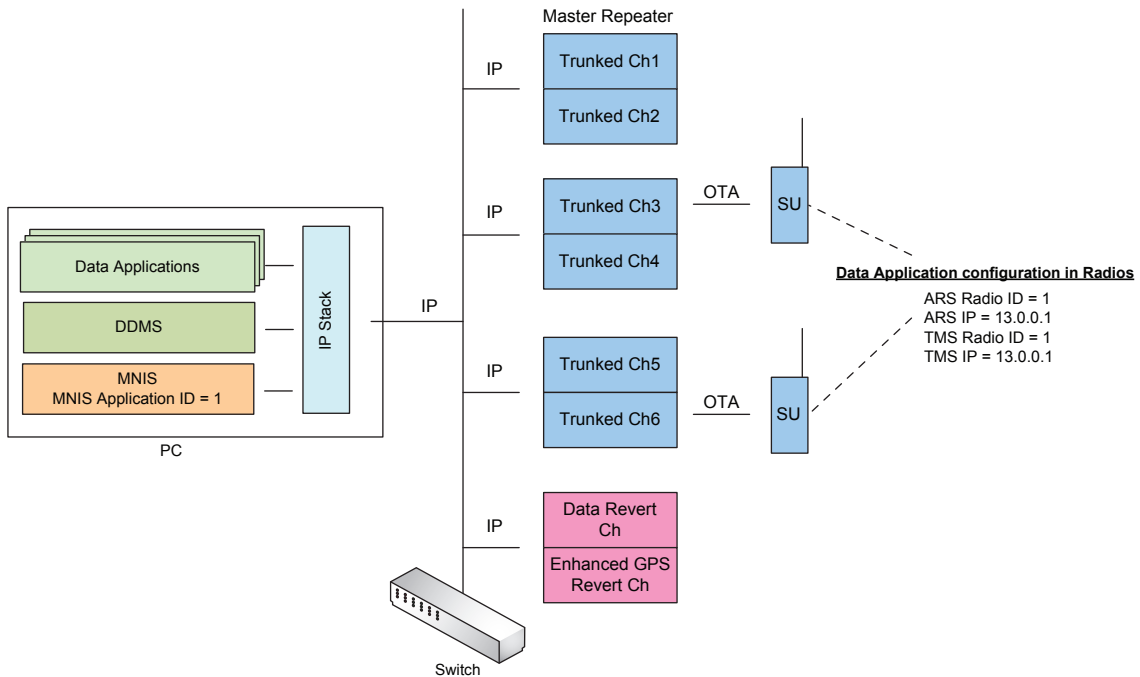 Master Repeater
IP
Trunked Ch1
Trunked Ch2
IP
Trunked Ch3
Trunked Ch4
OTA
SU
Data Applications
DDMS
MNIS
MNIS Application ID = 1
IP Stack
PC
IP
Data Application configuration in Radios
ARS Radio ID = 1
ARS IP = 13.0.0.1
TMS Radio ID = 1
TMS IP = 13.0.0.1
IP
Trunked Ch5
Trunked Ch6
OTA
SU
IP
Data Revert
Ch
Enhanced GPS
Revert Ch
Switch